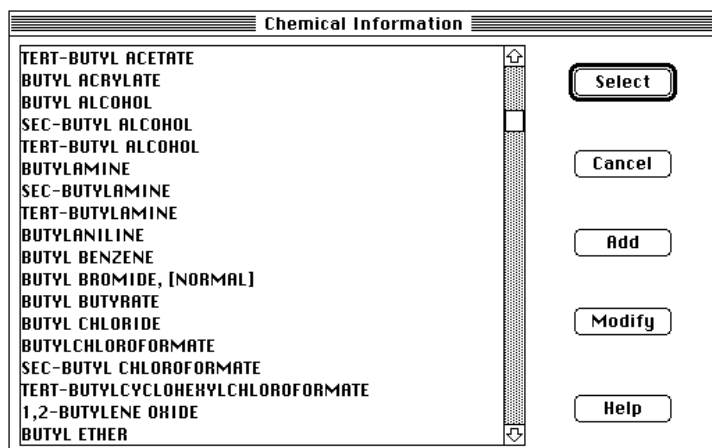 Chemical Information
TERT-BUTYL ACETATE
BUTYL ACRYLATE
BUTYL ALCOHOL
SEC-BUTYL ALCOHOL
TERT-BUTYL ALCOHOL
BUTYLAMINE
SEC-BUTYLAMINE
TERT-BUTYLAMINE
BUTYLANILINE
BUTYL BENZENE
BUTYL BROMIDE, [NORMAL]
BUTYL BUTYRATE
BUTYL CHLORIDE
BUTYLCHLOROFORMATE
SEC-BUTYL CHLOROFORMATE
TERT-BUTYLCYCLOHEXYLCHLOROFORMATE
1,2-BUTYLENE OXIDE
BUTYL ETHER
Select
Cancel
Add
Modify
Help